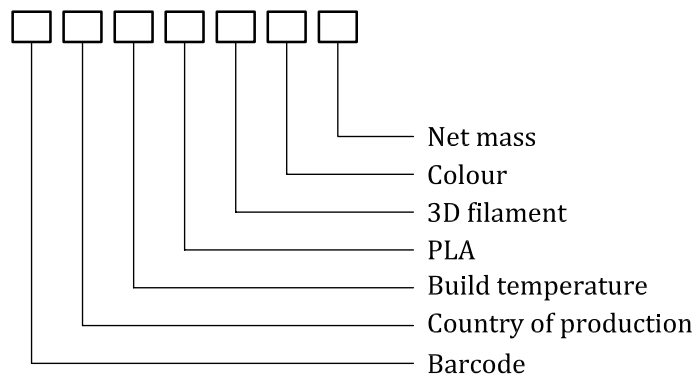 Net mass
Colour
3D filament
PLA
Build temperature
Country of production
Barcode